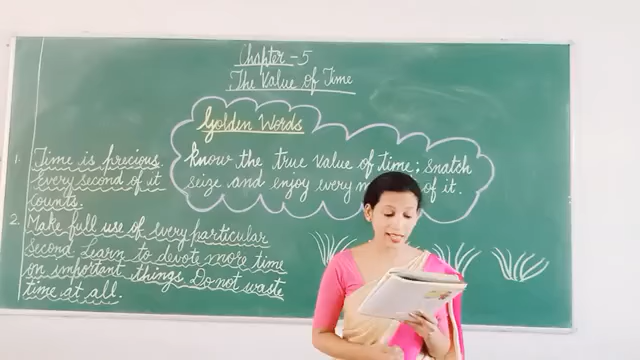 Chapter - 5
The Value of Time
Golden Words
Know the true value of time; snatch
seize and enjoy every of it.
1. Time is precious
every second of it
counts.
2. Make full use of every particular
second. Learn to devote more time
on important things. Do not waste
time at all.